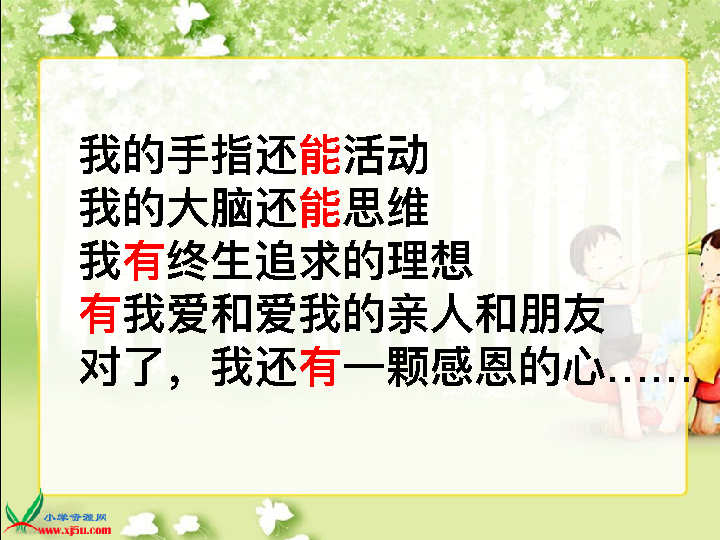 我的手指还能活动
我的大脑还能思维
我有终生追求的理想
有我爱和爱我的亲人和朋友
对了，我还有一颗感恩的心……
小学资源网
www.xj5u.com